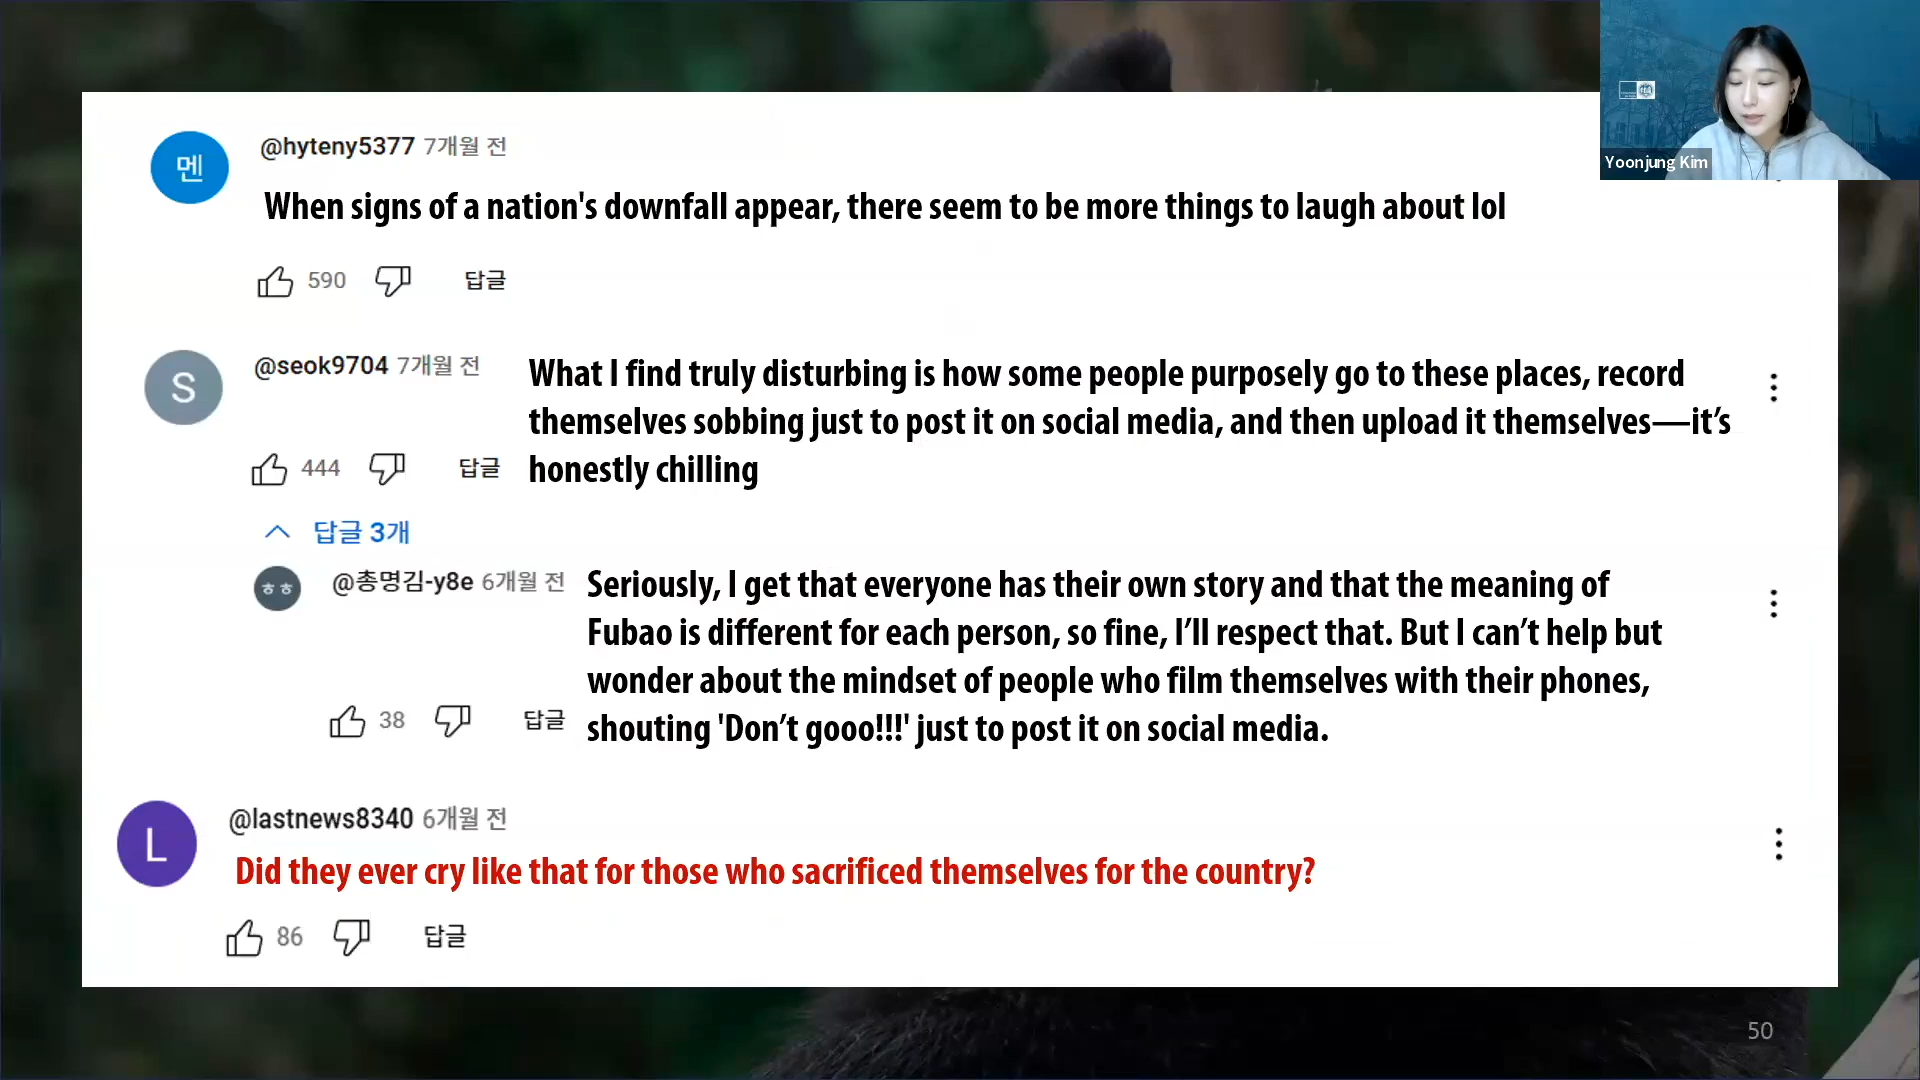 Yoonjung Kim
멘
@hyteny5377 7개월 전
When signs of a nation's downfall appear, there seem to be more things to laugh about lol
590 답글
S
@seok9704 7개월 전
What I find truly disturbing is how some people purposely go to these places, record
themselves sobbing just to post it on social media, and then upload it themselves—it’s
honestly chilling
444 답글
답글 3개
ㅎㅎ
@총명김-y8e 6개월 전
Seriously, I get that everyone has their own story and that the meaning of
Fubao is different for each person, so fine, I’ll respect that. But I can’t help but
wonder about the mindset of people who film themselves with their phones,
shouting 'Don’t gooo!!!' just to post it on social media.
38 답글
L
@lastnews8340 6개월 전
Did they ever cry like that for those who sacrificed themselves for the country?
86 답글
50